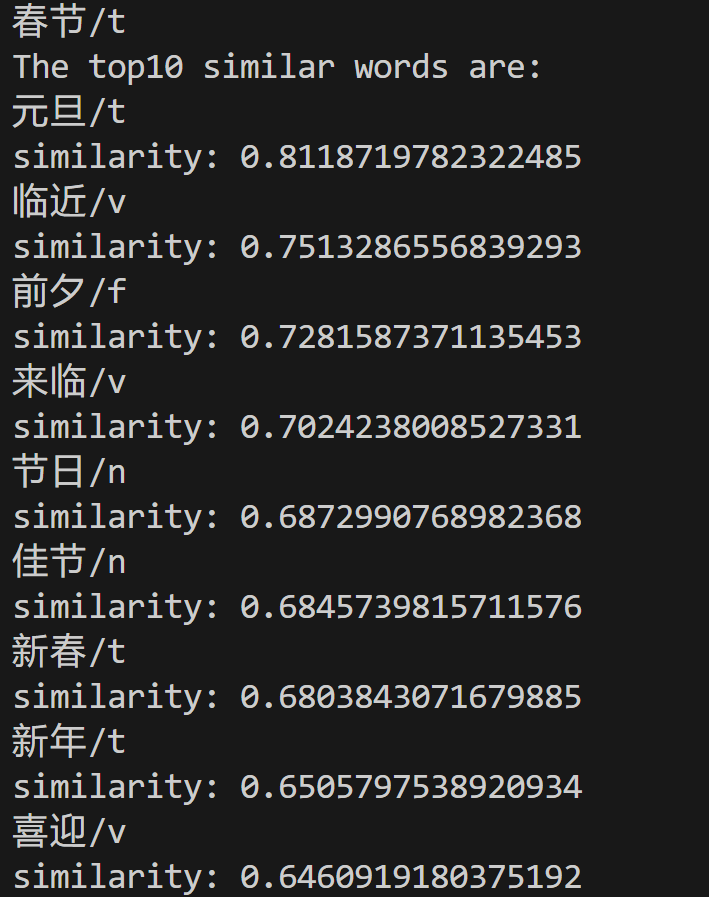 春节/t
The top10 similar words are:
元旦/t
similarity: 0.8118719782322485
临近/v
similarity: 0.7513286556839293
前夕/f
similarity: 0.7281587371135453
来临/v
similarity: 0.7024238008527331
节日/n
similarity: 0.6872990768982368
佳节/n
similarity: 0.6845739815711576
新春/t
similarity: 0.6803843071679885
新年/t
similarity: 0.6505797538920934
喜迎/v
similarity: 0.6460919180375192